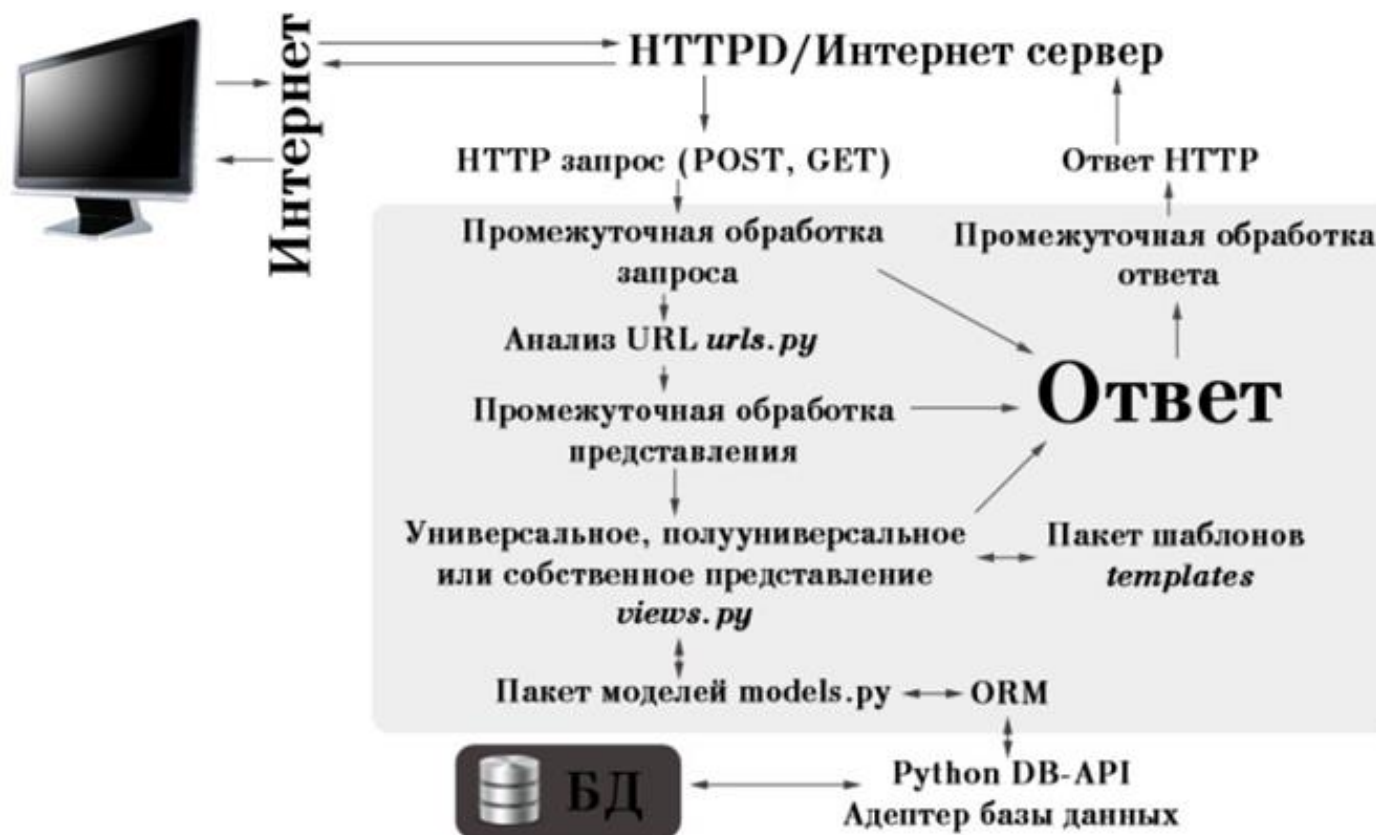 Интернет
HTTPD/Интернет сервер
HTTP запрос (POST, GET)
Ответ HTTP
Промежуточная обработка
запроса
Промежуточная обработка
ответа
Анализ URL urls.py
Ответ
Промежуточная обработка
представления
Универсальное, полууниверсальное
или собственное представление
views.py
Пакет шаблонов
templates
Пакет моделей models.py
ORM
БД
Python DB-API
Адептер базы данных